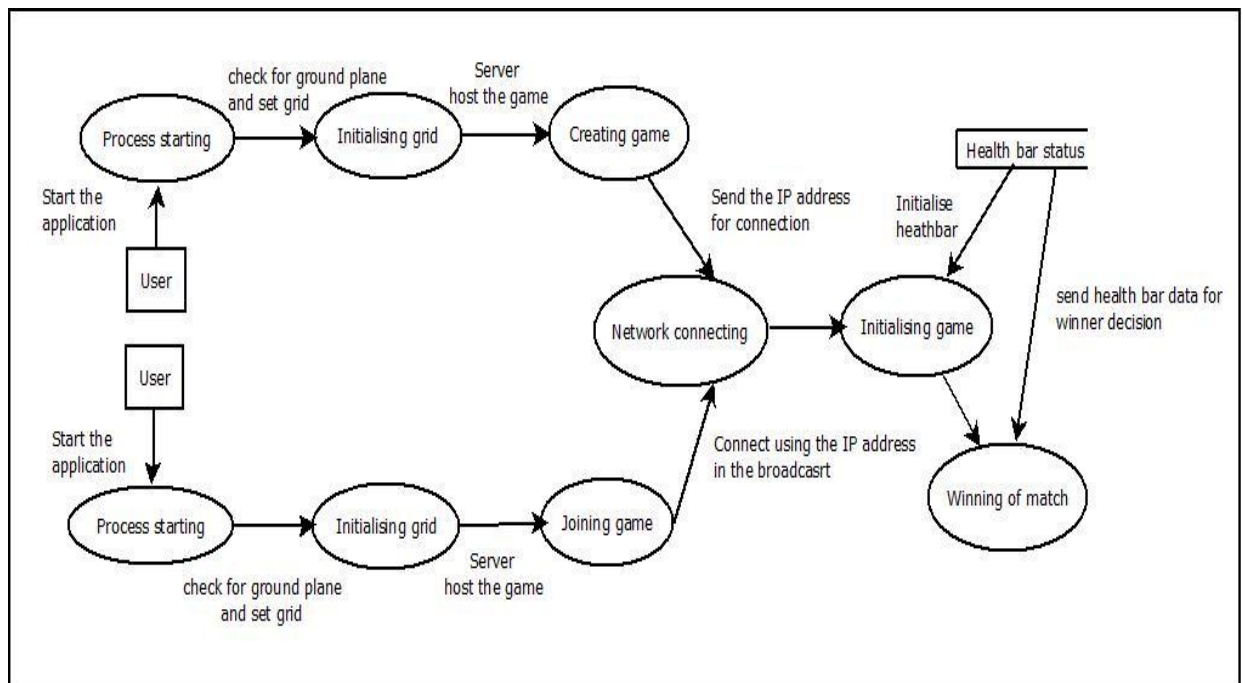 check for ground plane
and set grid
Server
host the game
Process starting
Initialising grid
Creating game
Health bar status
Start the
application
Send the IP address
for connection
Initialise
heathbar
User
send health bar data for
winner decision
Network connecting
Initialising game
User
Start the
application
Connect using the IP address
in the broadcasrt
Winning of match
Process starting
Initialising grid
Joining game
Server
host the game
check for ground plane
and set grid